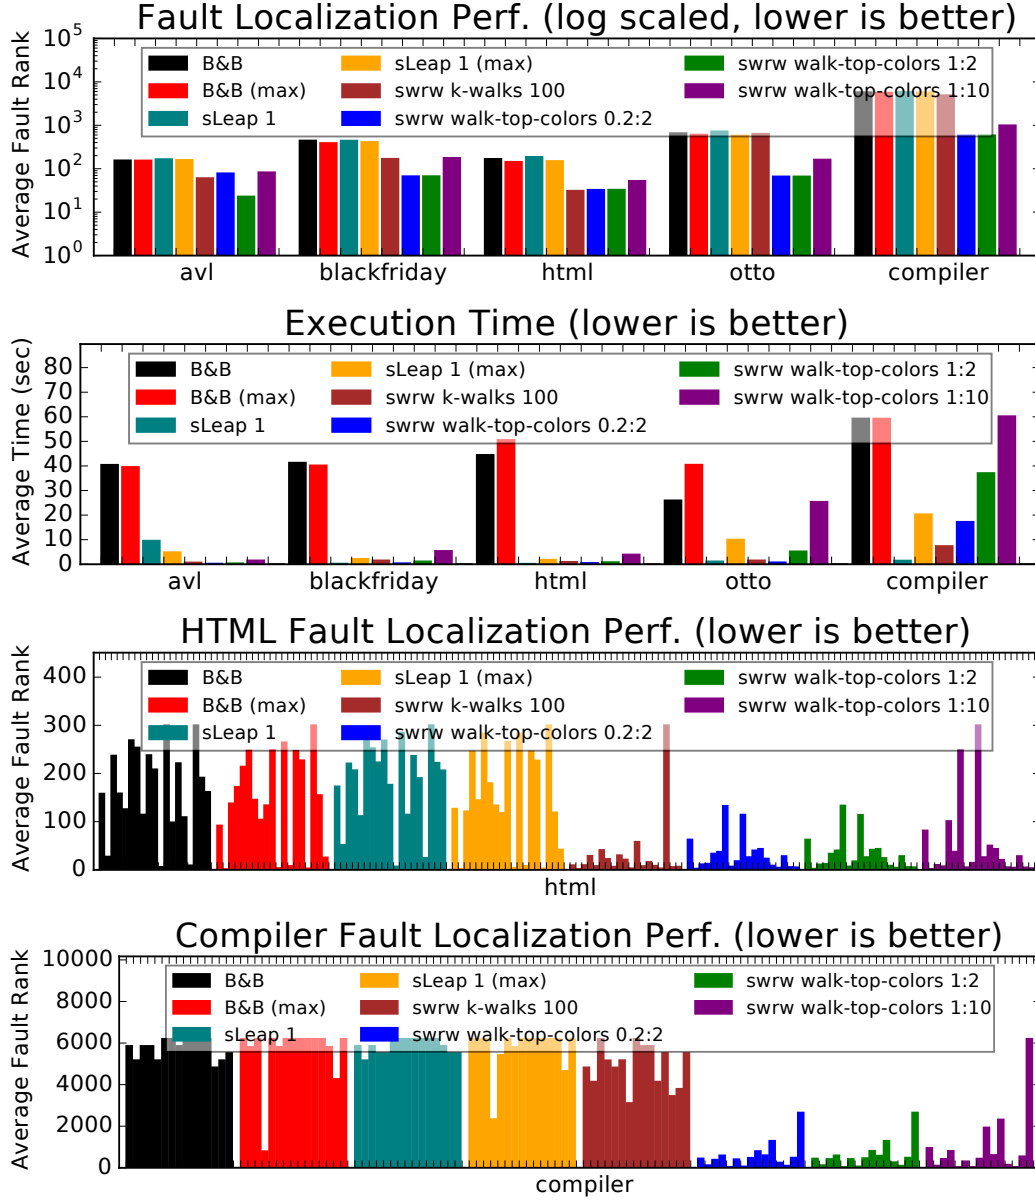 Fault Localization Perf. (log scaled, lower is better)
Average Fault Rank
10^5
10^4
10^3
10^2
10^1
10^0
B&B
B&B (max)
sLeap 1
sLeap 1 (max)
swrw k-walks 100
swrw walk-top-colors 0.2:2
swrw walk-top-colors 1:2
swrw walk-top-colors 1:10
avl blackfriday html otto compiler
Execution Time (lower is better)
Average Time (sec)
80
70
60
50
40
30
20
10
0
B&B
B&B (max)
sLeap 1
sLeap 1 (max)
swrw k-walks 100
swrw walk-top-colors 0.2:2
swrw walk-top-colors 1:2
swrw walk-top-colors 1:10
avl blackfriday html otto compiler
HTML Fault Localization Perf. (lower is better)
Average Fault Rank
400
300
200
100
0
B&B
B&B (max)
sLeap 1
sLeap 1 (max)
swrw k-walks 100
swrw walk-top-colors 0.2:2
swrw walk-top-colors 1:2
swrw walk-top-colors 1:10
html
Compiler Fault Localization Perf. (lower is better)
Average Fault Rank
10000
8000
6000
4000
2000
0
B&B
B&B (max)
sLeap 1
sLeap 1 (max)
swrw k-walks 100
swrw walk-top-colors 0.2:2
swrw walk-top-colors 1:2
swrw walk-top-colors 1:10
compiler